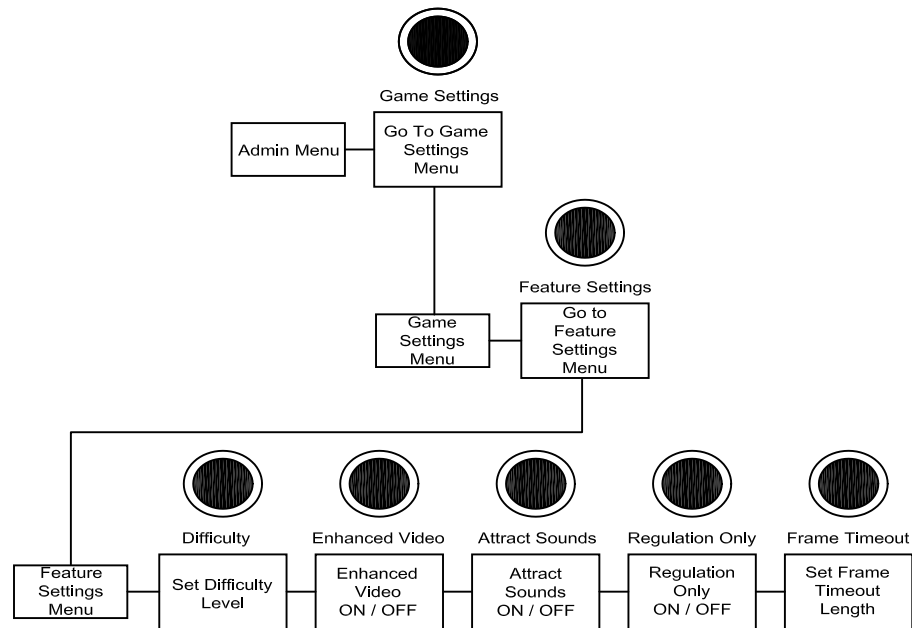 Game Settings
Admin Menu
Go To Game
Settings
Menu
Feature Settings
Game
Settings
Menu
Go to
Feature
Settings
Menu
Difficulty
Enhanced Video
Attract Sounds
Regulation Only
Frame Timeout
Feature
Settings
Menu
Set Difficulty
Level
Enhanced
Video
ON / OFF
Attract
Sounds
ON / OFF
Regulation
Only
ON / OFF
Set Frame
Timeout
Length